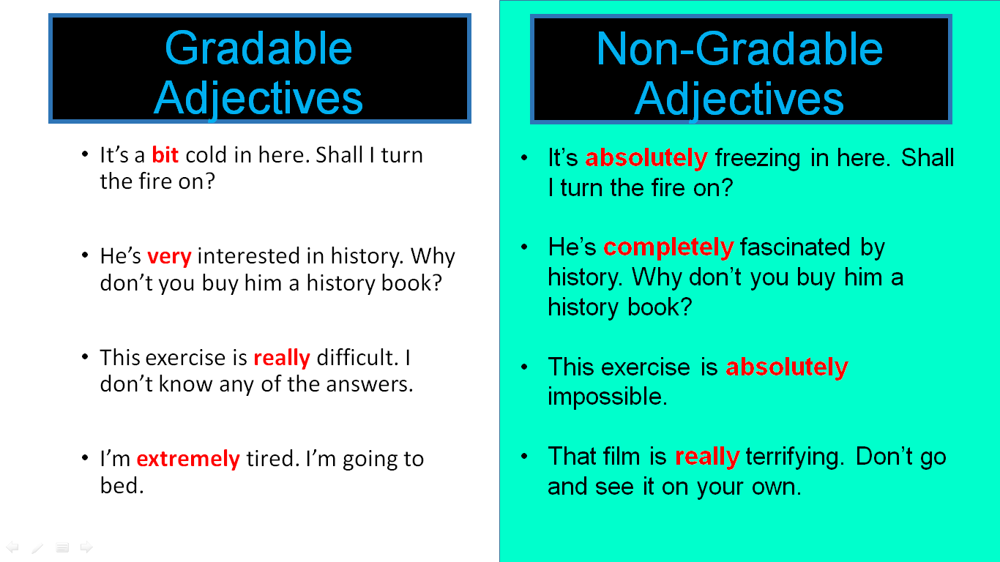 Gradable
Adjectives
• It’s a bit cold in here. Shall I turn
the fire on?
• He’s very interested in history. Why
don’t you buy him a history book?
• This exercise is really difficult. I
don’t know any of the answers.
• I’m extremely tired. I’m going to
bed.
Non-Gradable
Adjectives
• It’s absolutely freezing in here. Shall
I turn the fire on?
• He’s completely fascinated by
history. Why don’t you buy him a
history book?
• This exercise is absolutely
impossible.
• That film is really terrifying. Don’t go
and see it on your own.